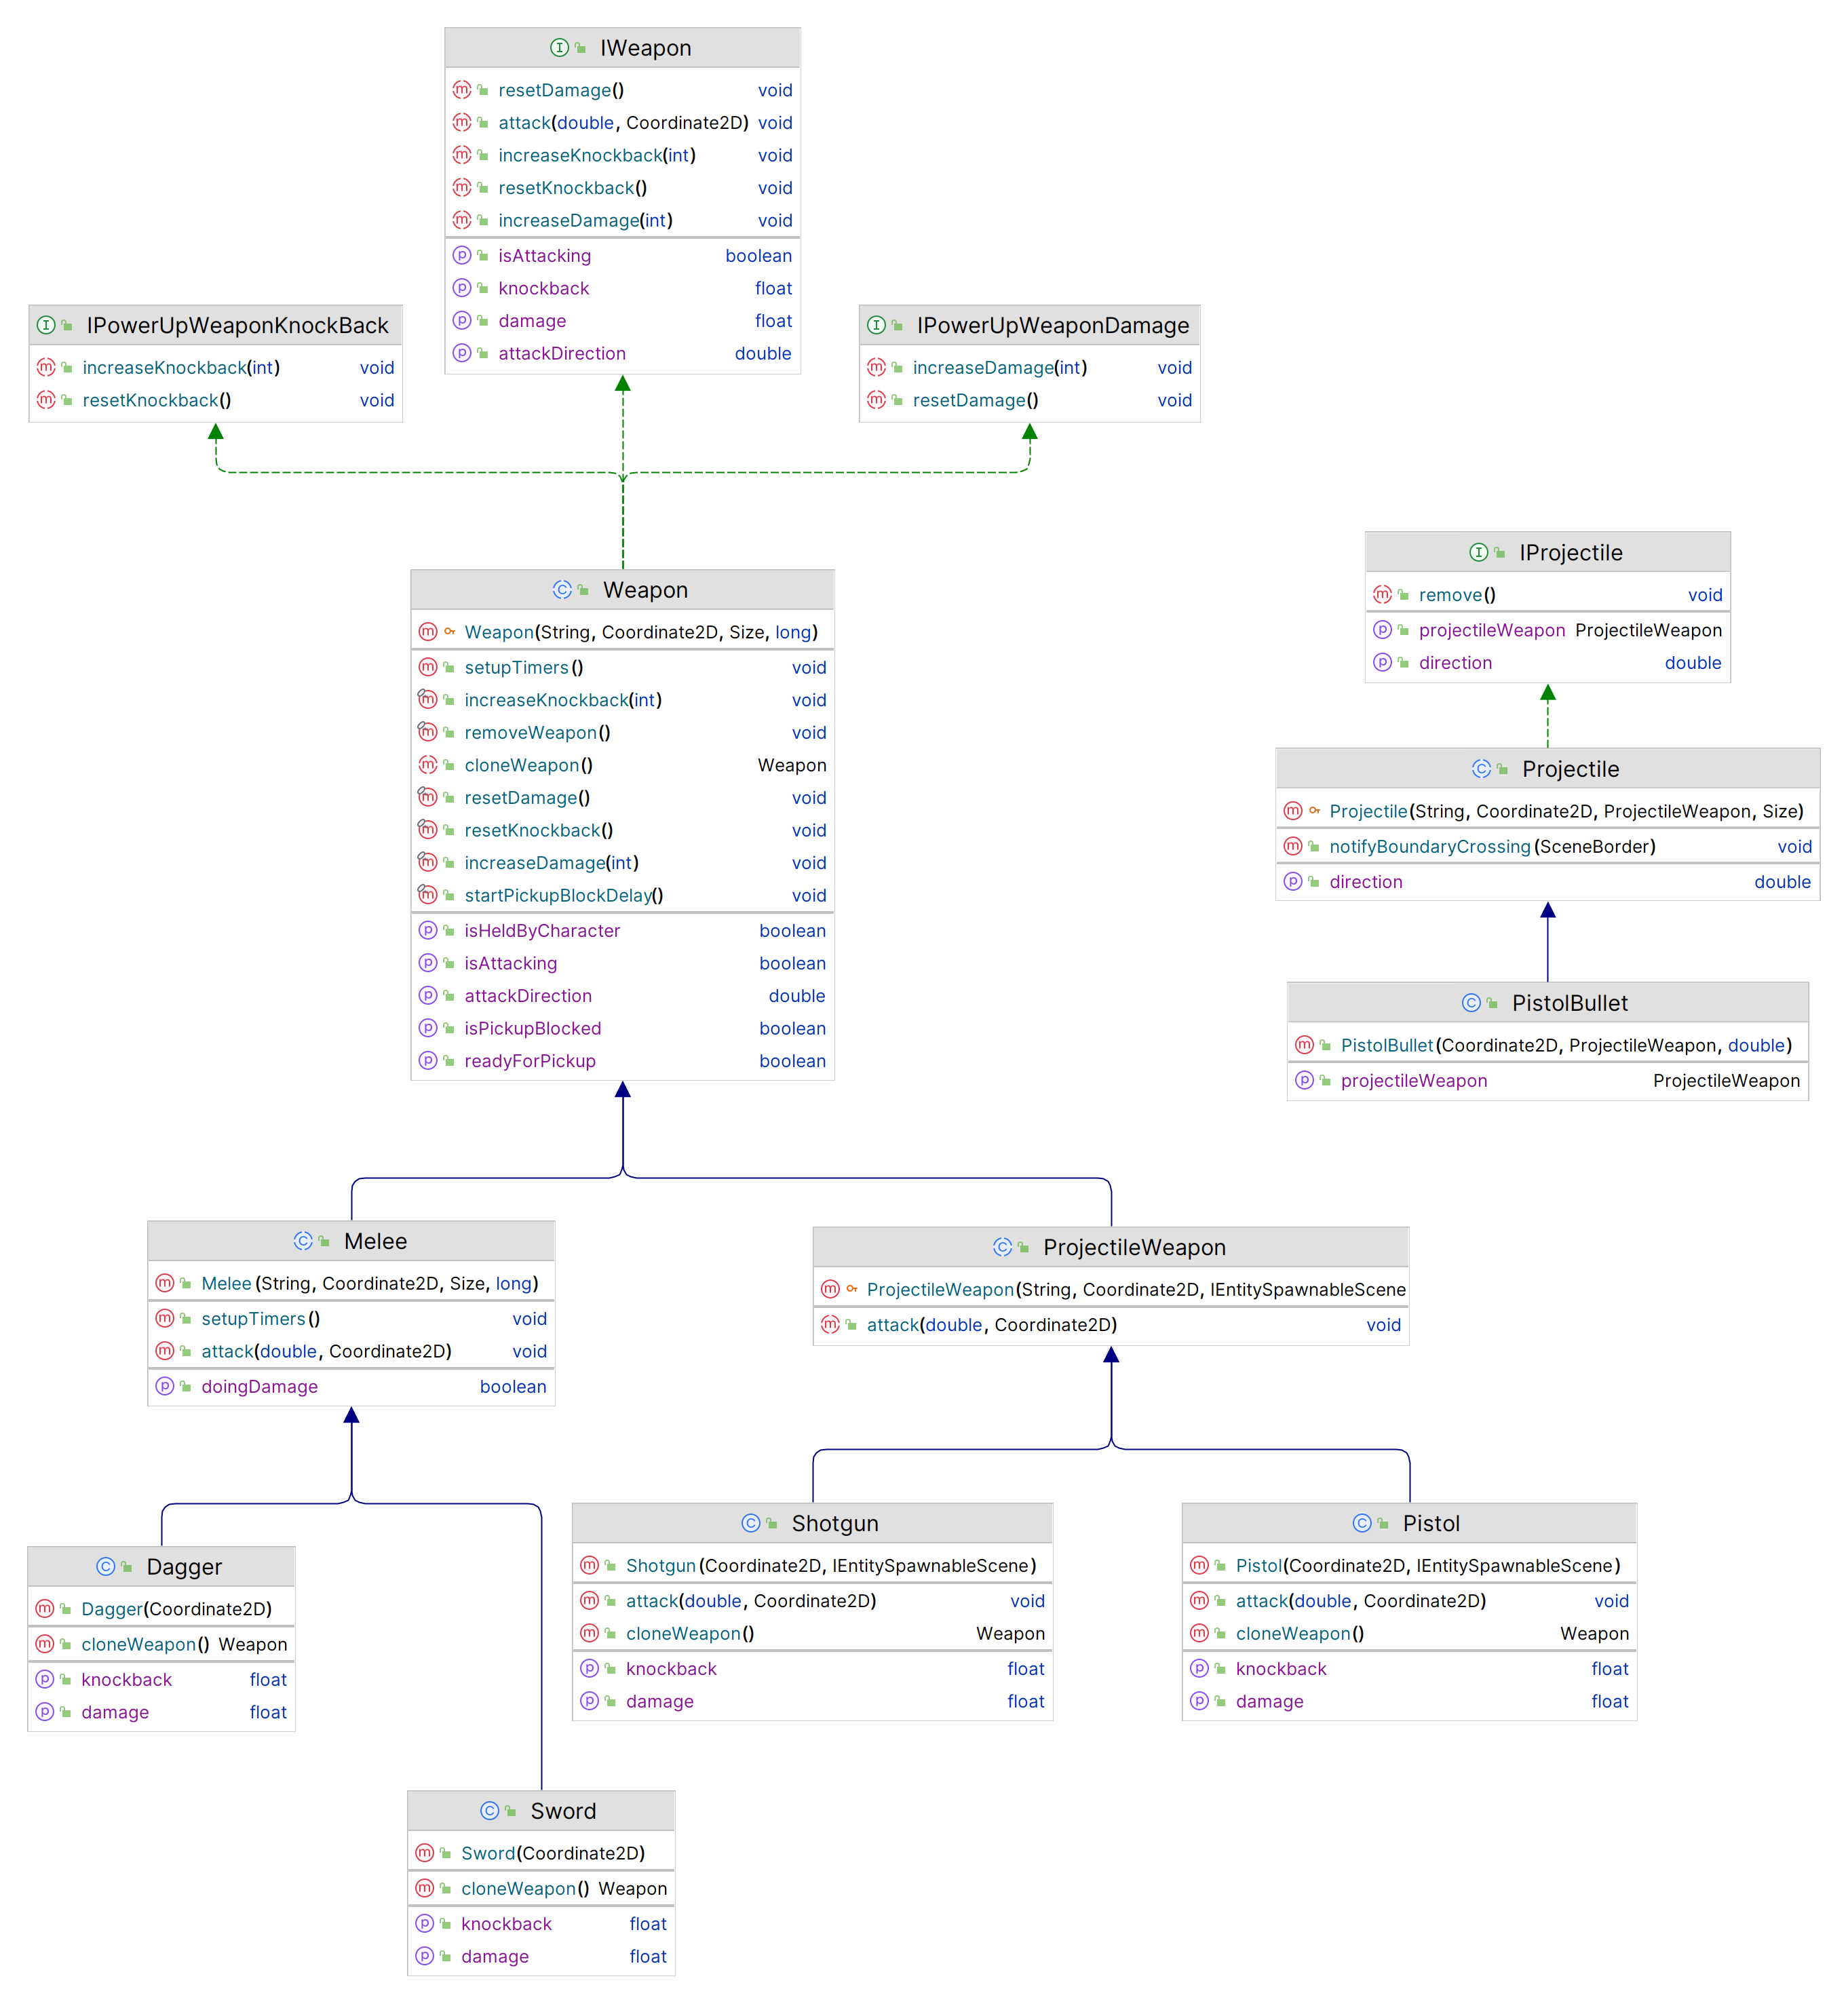 IWeapon
resetDamage() void
attack(double, Coordinate2D) void
increaseKnockback(int) void
resetKnockback() void
increaseDamage(int) void
isAttacking boolean
knockback float
damage float
attackDirection double
IPowerUpWeaponKnockBack
increaseKnockback(int) void
resetKnockback() void
IPowerUpWeaponDamage
increaseDamage(int) void
resetDamage() void
Weapon
Weapon(String, Coordinate2D, Size, long)
setupTimers() void
increaseKnockback(int) void
removeWeapon() void
cloneWeapon() Weapon
resetDamage() void
resetKnockback() void
increaseDamage(int) void
startPickupBlockDelay() void
isHeldByCharacter boolean
isAttacking boolean
attackDirection double
isPickupBlocked boolean
readyForPickup boolean
IProjectile
remove() void
projectileWeapon ProjectileWeapon
direction double
Projectile
Projectile(String, Coordinate2D, ProjectileWeapon, Size)
notifyBoundaryCrossing(SceneBorder) void
direction double
PistolBullet
PistolBullet(Coordinate2D, ProjectileWeapon, double)
projectileWeapon ProjectileWeapon
Melee
Melee(String, Coordinate2D, Size, long)
setupTimers() void
attack(double, Coordinate2D) void
doingDamage boolean
ProjectileWeapon
ProjectileWeapon(String, Coordinate2D, IEntitySpawnableScene
attack(double, Coordinate2D) void
Dagger
Dagger(Coordinate2D)
cloneWeapon() Weapon
knockback float
damage float
Shotgun
Shotgun(Coordinate2D, IEntitySpawnableScene)
attack(double, Coordinate2D) void
cloneWeapon() Weapon
knockback float
damage float
Pistol
Pistol(Coordinate2D, IEntitySpawnableScene)
attack(double, Coordinate2D) void
cloneWeapon() Weapon
knockback float
damage float
Sword
Sword(Coordinate2D)
cloneWeapon() Weapon
knockback float
damage float